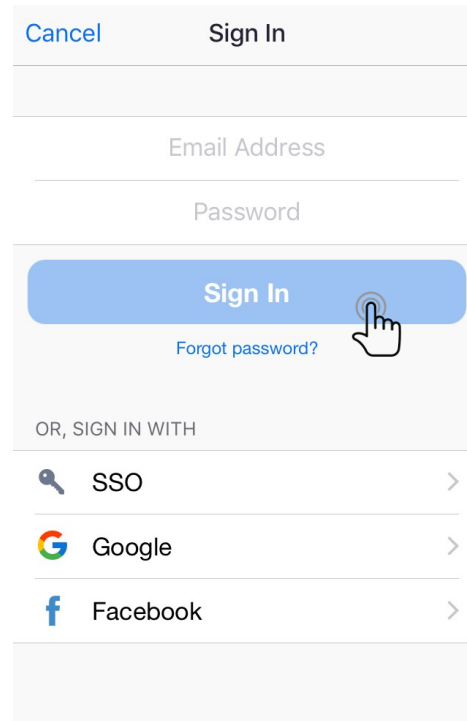 Cancel Sign In
Email Address
Password
Sign In
Forgot password?
OR, SIGN IN WITH
SSO
Google
Facebook